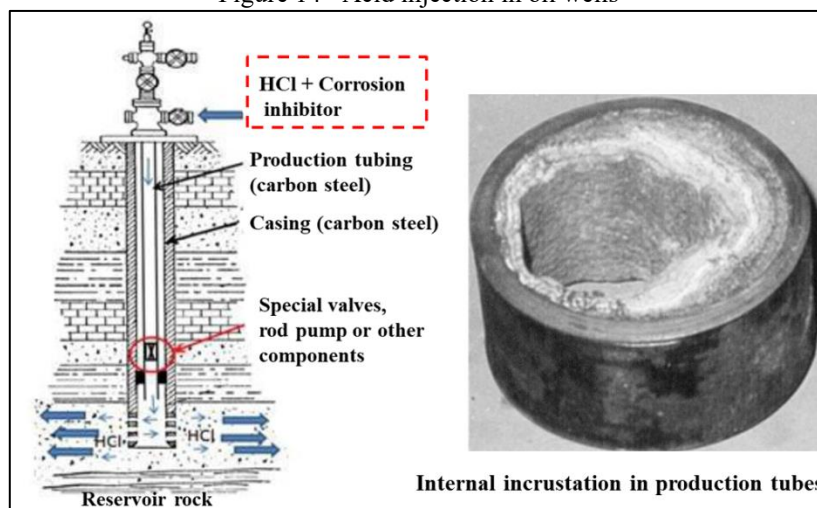 Figure 14 - Acid injection in oil wells
HCl + Corrosion
inhibitor
Production tubing
(carbon steel)
Casing (carbon steel)
Special valves,
rod pump or other
components
HCl
HCl
Reservoir rock
Internal incrustation in production tubes